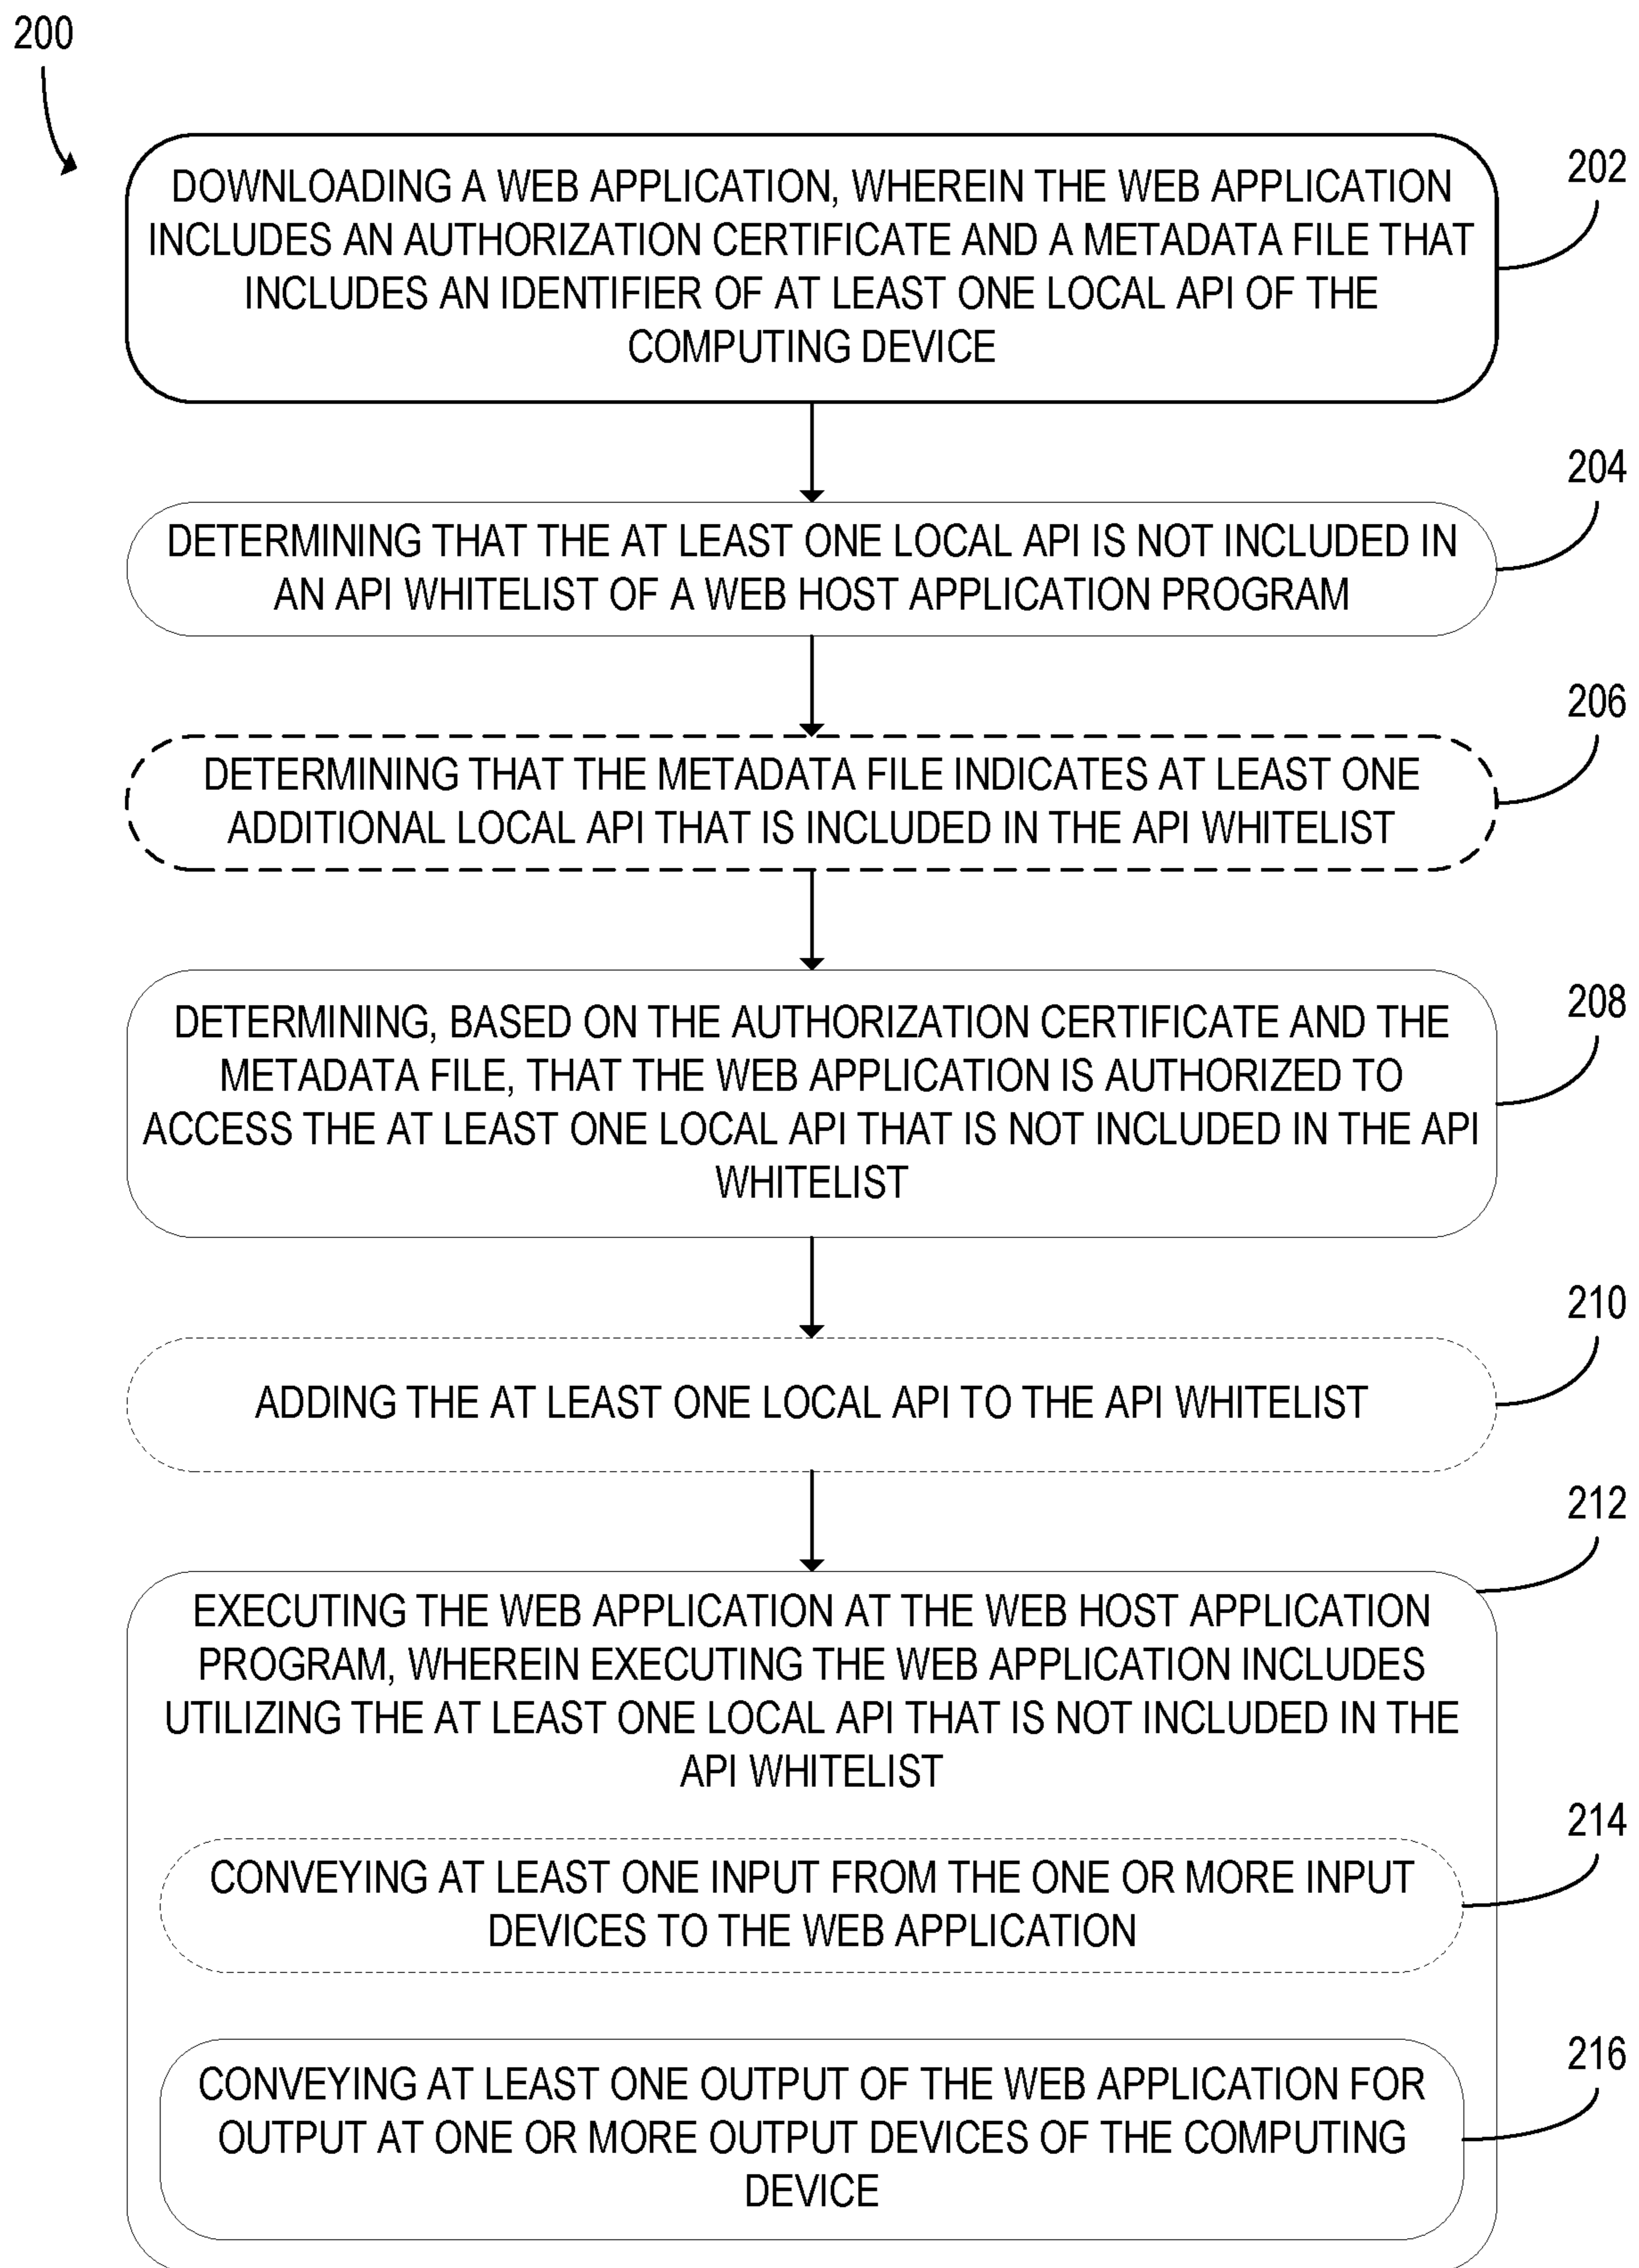 200
202
DOWNLOADING A WEB APPLICATION, WHEREIN THE WEB APPLICATION
INCLUDES AN AUTHORIZATION CERTIFICATE AND A METADATA FILE THAT
INCLUDES AN IDENTIFIER OF AT LEAST ONE LOCAL API OF THE
COMPUTING DEVICE
204
DETERMINING THAT THE AT LEAST ONE LOCAL API IS NOT INCLUDED IN
AN API WHITELIST OF A WEB HOST APPLICATION PROGRAM
206
DETERMINING THAT THE METADATA FILE INDICATES AT LEAST ONE
ADDITIONAL LOCAL API THAT IS INCLUDED IN THE API WHITELIST
208
DETERMINING, BASED ON THE AUTHORIZATION CERTIFICATE AND THE
METADATA FILE, THAT THE WEB APPLICATION IS AUTHORIZED TO
ACCESS THE AT LEAST ONE LOCAL API THAT IS NOT INCLUDED IN THE API
WHITELIST
210
ADDING THE AT LEAST ONE LOCAL API TO THE API WHITELIST
212
EXECUTING THE WEB APPLICATION AT THE WEB HOST APPLICATION
PROGRAM, WHEREIN EXECUTING THE WEB APPLICATION INCLUDES
UTILIZING THE AT LEAST ONE LOCAL API THAT IS NOT INCLUDED IN THE
API WHITELIST
214
CONVEYING AT LEAST ONE INPUT FROM THE ONE OR MORE INPUT
DEVICES TO THE WEB APPLICATION
216
CONVEYING AT LEAST ONE OUTPUT OF THE WEB APPLICATION FOR
OUTPUT AT ONE OR MORE OUTPUT DEVICES OF THE COMPUTING
DEVICE